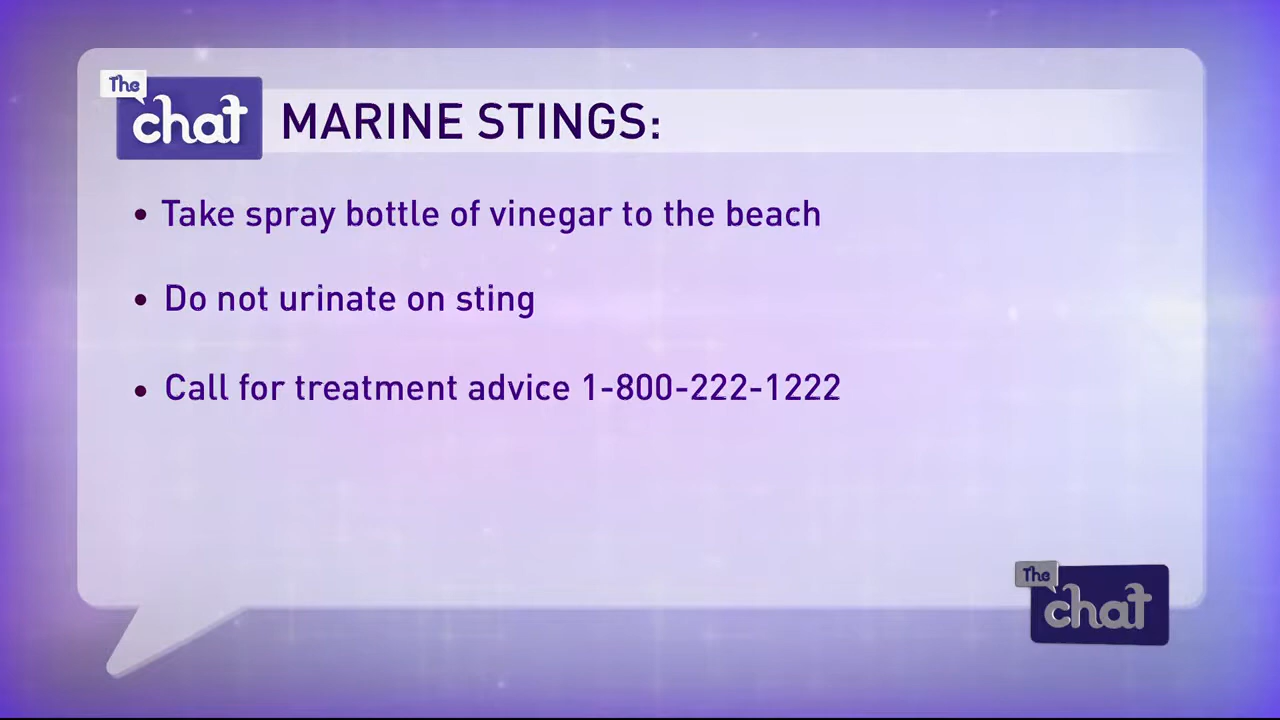 The
chat
MARINE STINGS:
• Take spray bottle of vinegar to the beach
• Do not urinate on sting
• Call for treatment advice 1-800-222-1222
The
chat